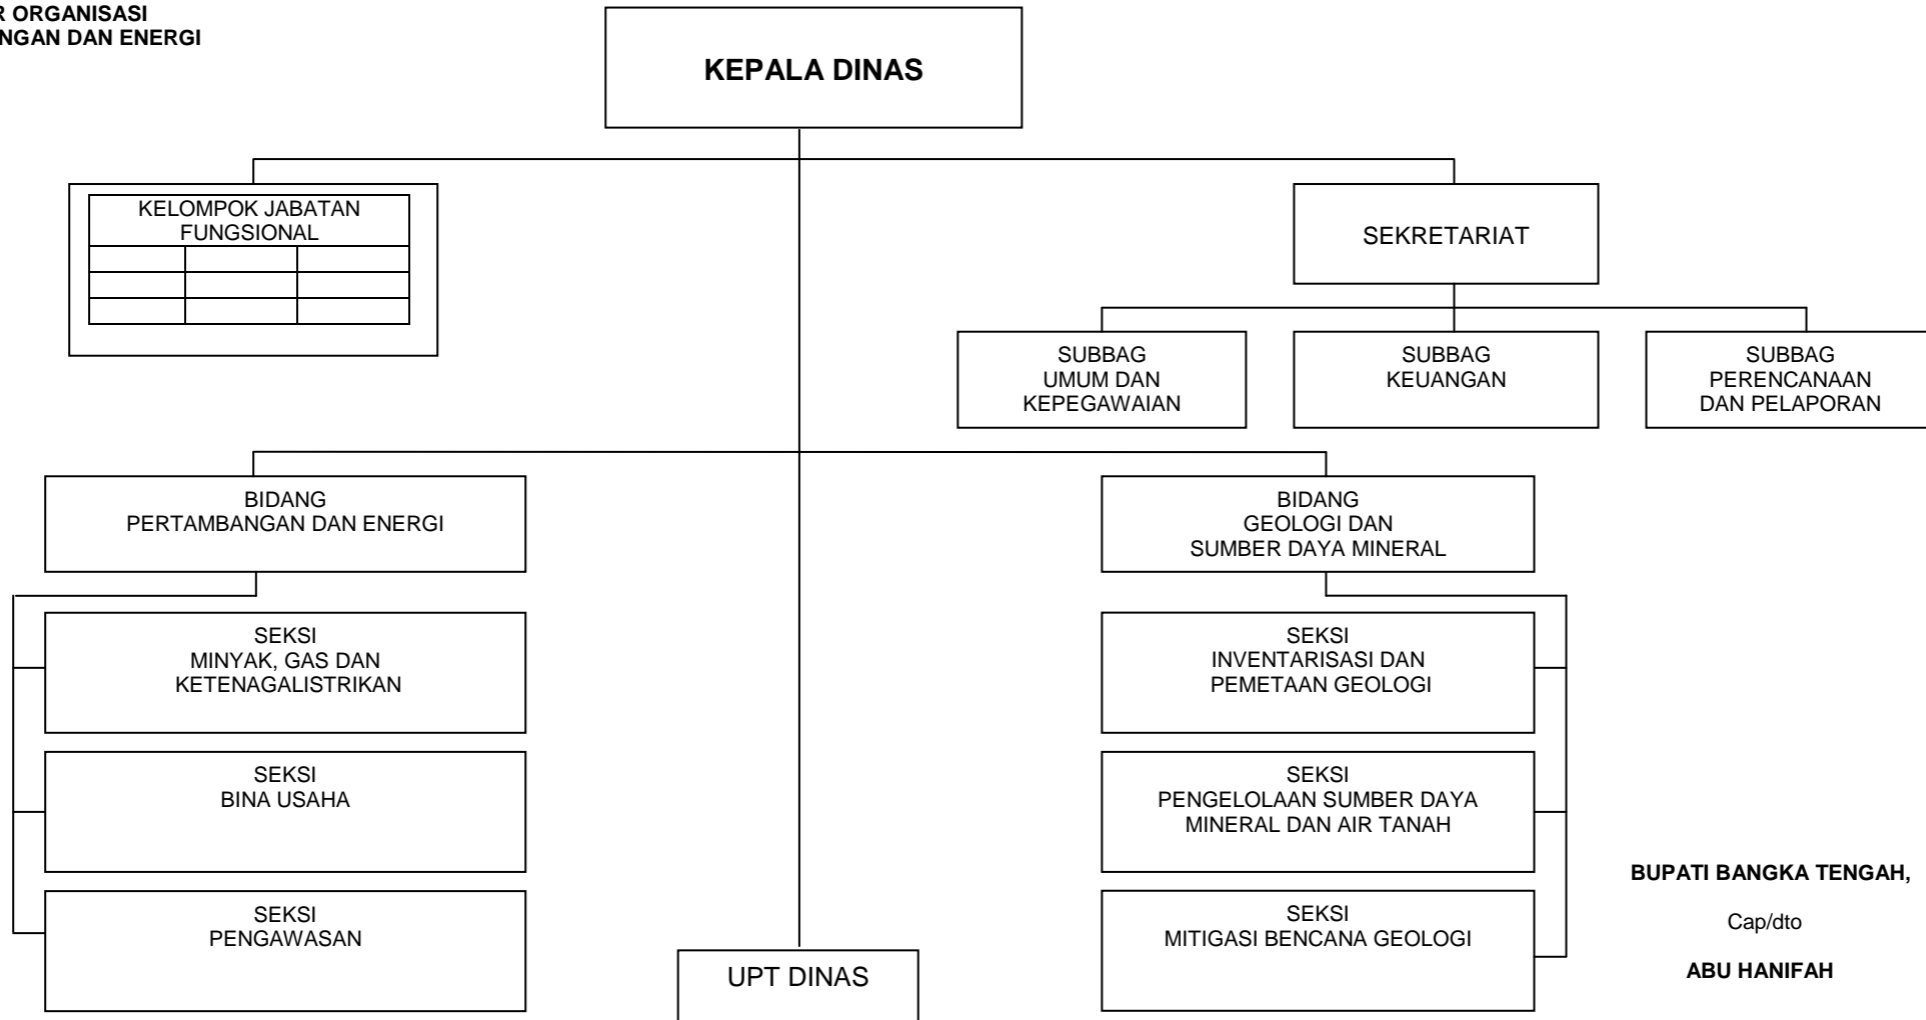 R ORGANISASI
NGAN DAN ENERGI
KEPALA DINAS
KELOMPOK JABATAN
FUNGSIONAL
SEKRETARIAT
SUBBAG
UMUM DAN
KEPEGAWAIAN
SUBBAG
KEUANGAN
SUBBAG
PERENCANAAN
DAN PELAPORAN
BIDANG
PERTAMBANGAN DAN ENERGI
BIDANG
GEOLOGI DAN
SUMBER DAYA MINERAL
SEKSI
MINYAK, GAS DAN
KETENAGALISTRIKAN
SEKSI
INVENTARISASI DAN
PEMETAAN GEOLOGI
SEKSI
BINA USAHA
SEKSI
PENGELOLAAN SUMBER DAYA
MINERAL DAN AIR TANAH
SEKSI
PENGAWASAN
SEKSI
MITIGASI BENCANA GEOLOGI
UPT DINAS
BUPATI BANGKA TENGAH,
Cap/dto
ABU HANIFAH